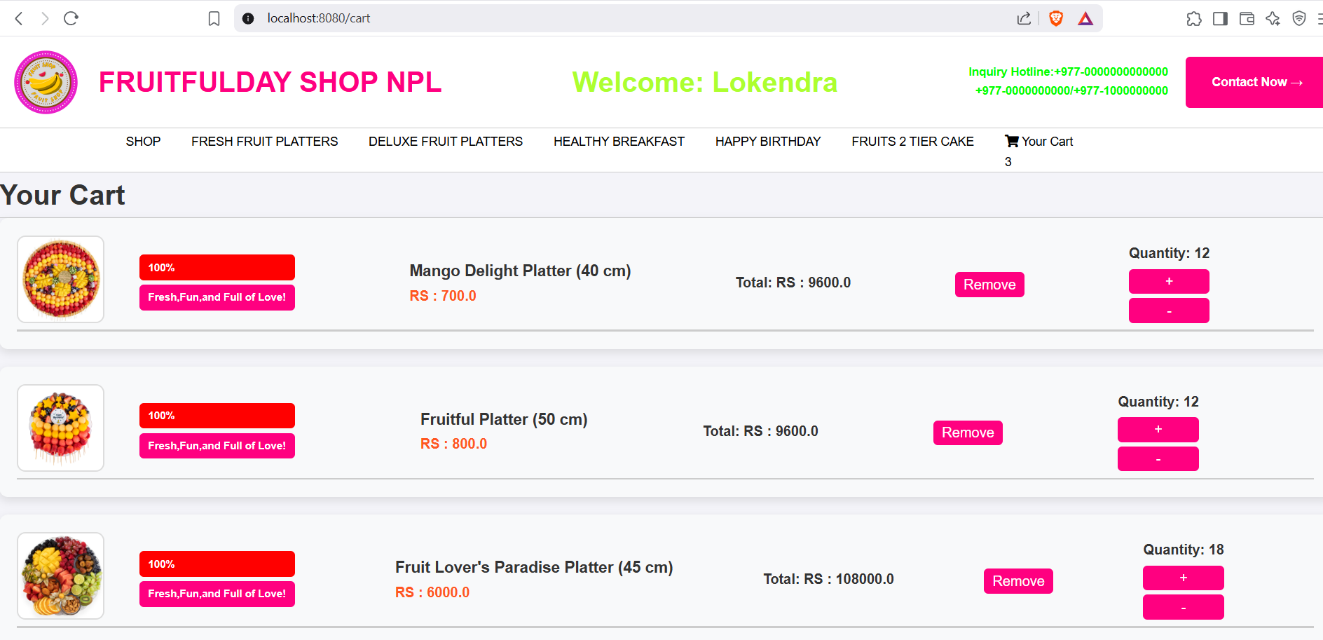 localhost:8080/cart
FRUITFULDAY SHOP NPL
Welcome: Lokendra
Inquiry Hotline:+977-0000000000000
+977-0000000000/+977-1000000000
Contact Now →
SHOP FRESH FRUIT PLATTERS DELUXE FRUIT PLATTERS HEALTHY BREAKFAST HAPPY BIRTHDAY FRUITS 2 TIER CAKE Your Cart
3
Your Cart
100%
Fresh,Fun,and Full of Love!
Mango Delight Platter (40 cm)
RS : 700.0
Total: RS : 9600.0
Remove
Quantity: 12
+
-
100%
Fresh,Fun,and Full of Love!
Fruitful Platter (50 cm)
RS : 800.0
Total: RS : 9600.0
Remove
Quantity: 12
+
-
100%
Fresh,Fun,and Full of Love!
Fruit Lover's Paradise Platter (45 cm)
RS : 6000.0
Total: RS : 108000.0
Remove
Quantity: 18
+
-